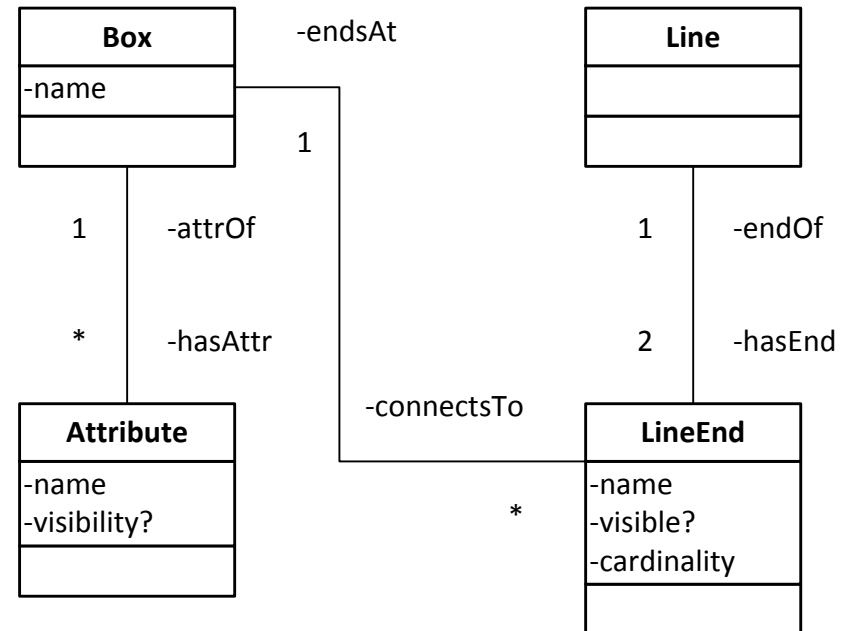 Box
-name
-endsAt
1
Line
1
-attrOf
*
-hasAttr
1
-endOf
2
-hasEnd
-connectsTo
*
Attribute
-name
-visibility?
LineEnd
-name
-visible?
-cardinality